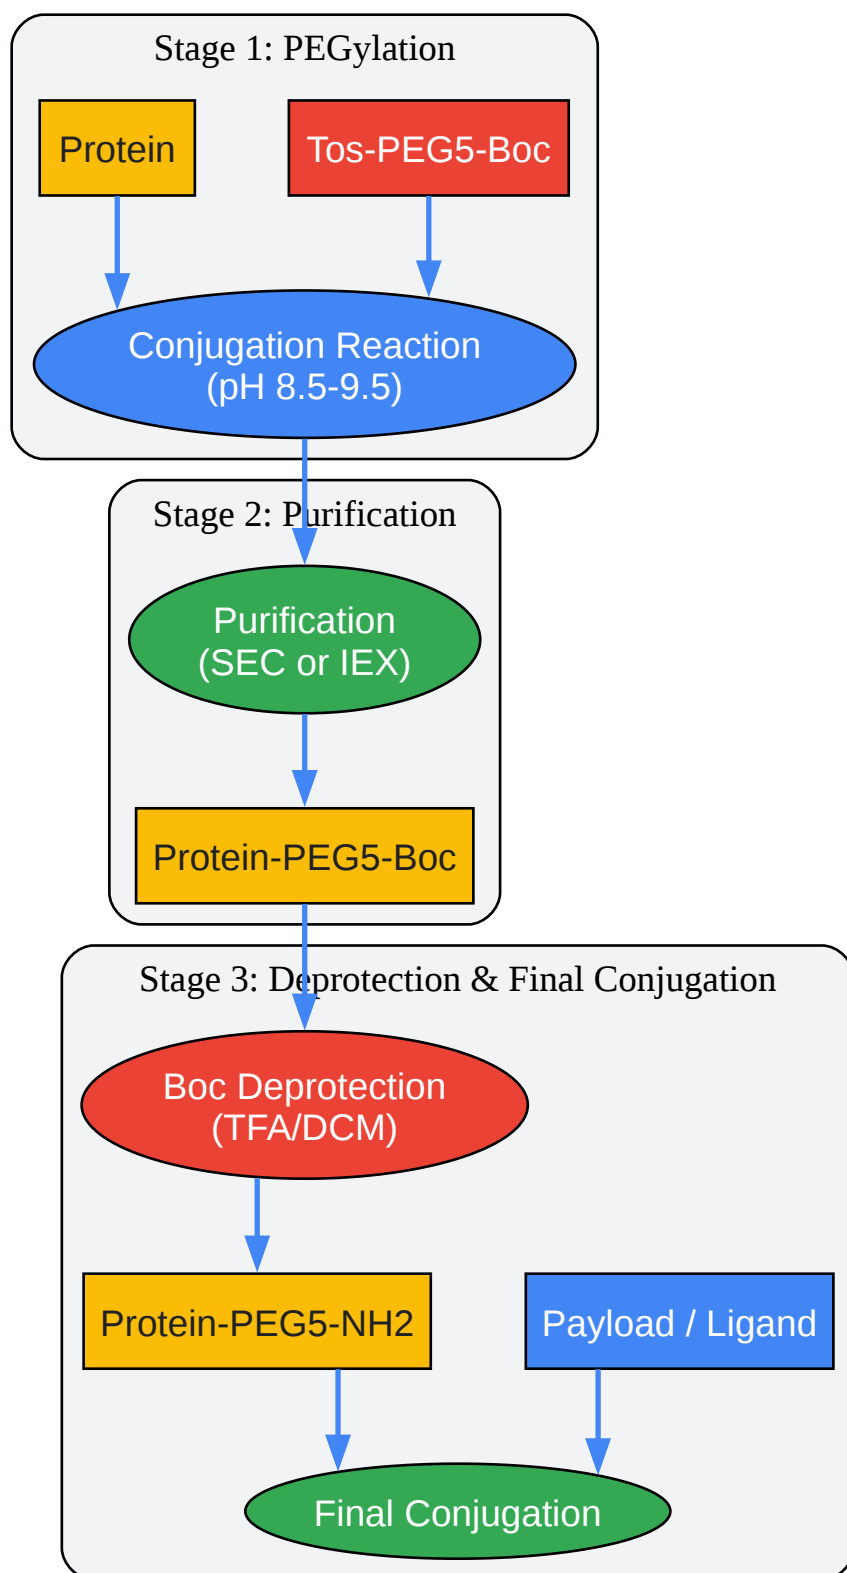 Stage 1: PEGylation
Protein
Tos-PEG5-Boc
Conjugation Reaction
(pH 8.5-9.5)
Stage 2: Purification
Purification
(SEC or IEX)
Protein-PEG5-Boc
Stage 3: Deprotection & Final Conjugation
Boc Deprotection
(TFA/DCM)
Protein-PEG5-NH2
Payload / Ligand
Final Conjugation